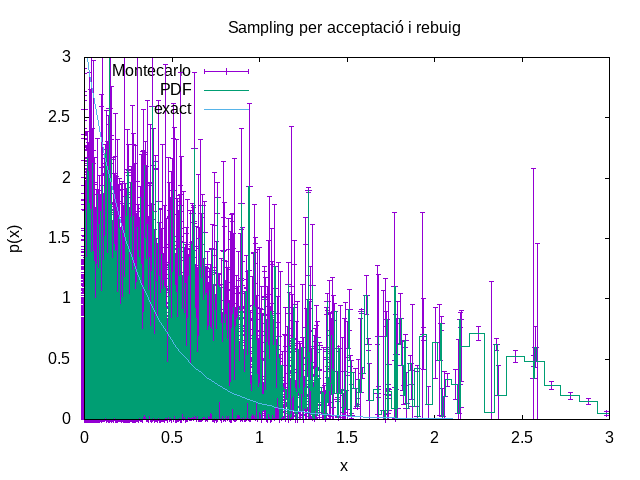 Sampling per acceptació i rebuig
Montecarlo
PDF
exact
3
2.5
2
1.5
1
0.5
0
p(x)
0 0.5 1 1.5 2 2.5 3
x